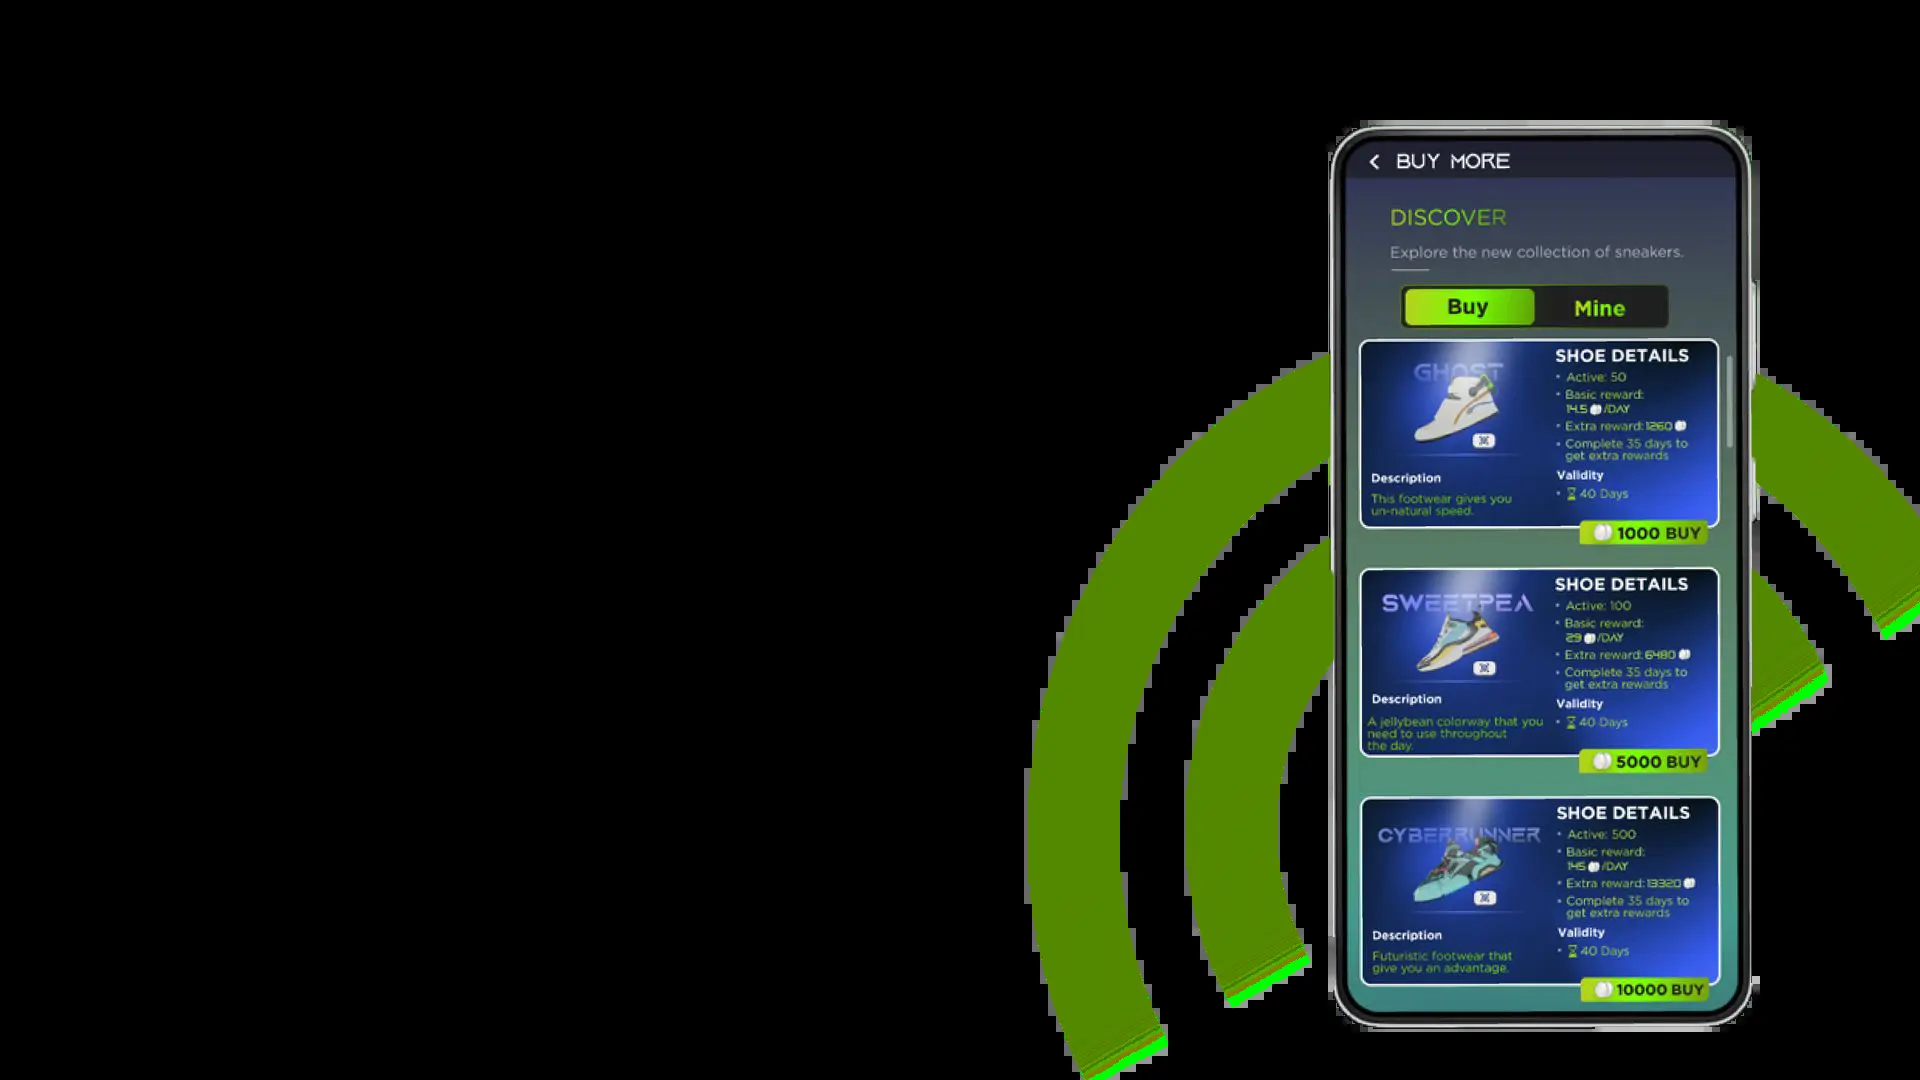 BUY MORE
DISCOVER
Explore the new collection of sneakers.
Buy
Mine
GHOST
SHOE DETAILS
• Active: 50
• Basic reward:
14.5 /DAY
• Extra reward: 1260
• Complete 35 days to
get extra rewards
Description
Validity
This footwear gives you
un-natural speed.
• 40 Days
1000 BUY
SWEETPEA
SHOE DETAILS
• Active: 100
• Basic reward:
29 /DAY
• Extra reward: 6480
• Complete 35 days to
get extra rewards
Description
Validity
A jellybean colorway that you
need to use throughout
the day.
• 40 Days
5000 BUY
CYBERRUNNER
SHOE DETAILS
• Active: 500
• Basic reward:
145 /DAY
• Extra reward: 13320
• Complete 35 days to
get extra rewards
Description
Validity
Futuristic footwear that
give you an advantage.
• 40 Days
10000 BUY